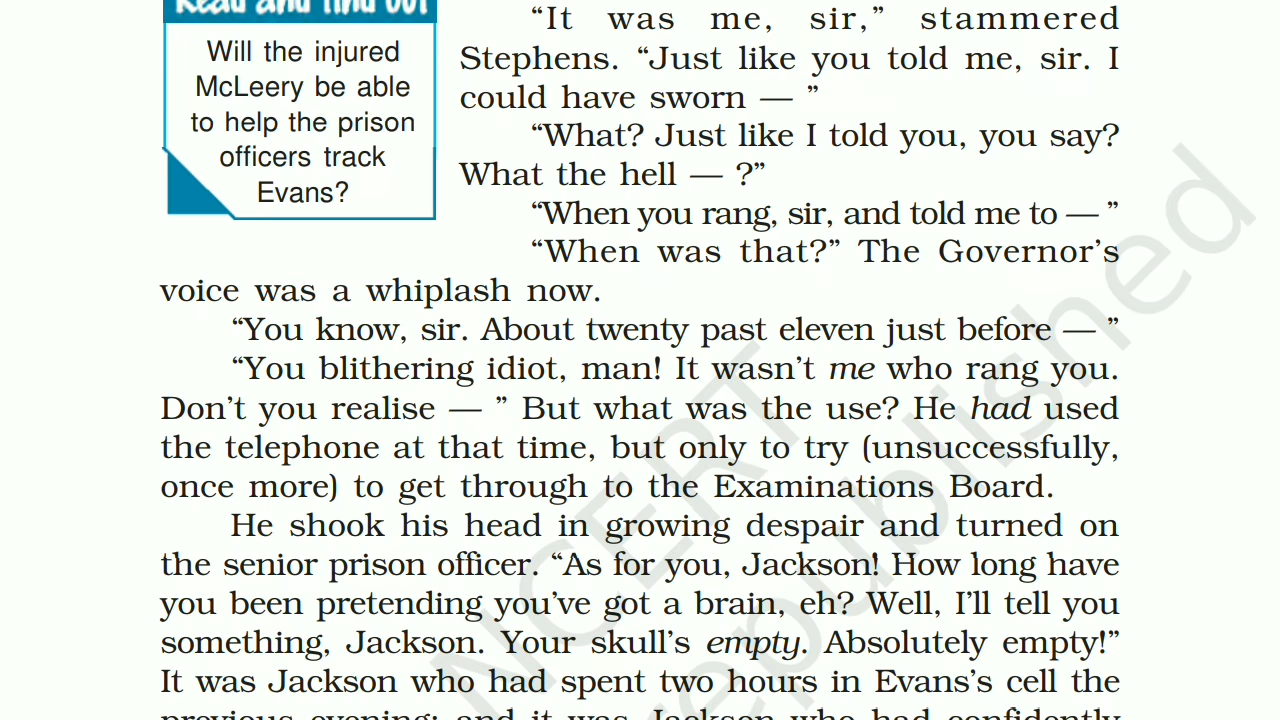 Read and find out
Will the injured
McLeery be able
to help the prison
officers track
Evans?
“It was me, sir,” stammered
Stephens. “Just like you told me, sir. I
could have sworn — ”
“What? Just like I told you, you say?
What the hell — ?”
“When you rang, sir, and told me to — ”
“When was that?” The Governor’s
voice was a whiplash now.
“You know, sir. About twenty past eleven just before — ”
“You blithering idiot, man! It wasn’t me who rang you.
Don’t you realise — ” But what was the use? He had used
the telephone at that time, but only to try (unsuccessfully,
once more) to get through to the Examinations Board.
He shook his head in growing despair and turned on
the senior prison officer. “As for you, Jackson! How long have
you been pretending you’ve got a brain, eh? Well, I’ll tell you
something, Jackson. Your skull’s empty. Absolutely empty!”
It was Jackson who had spent two hours in Evans’s cell the
previous evening; and it was Jackson who had confidently
NCERT
republished